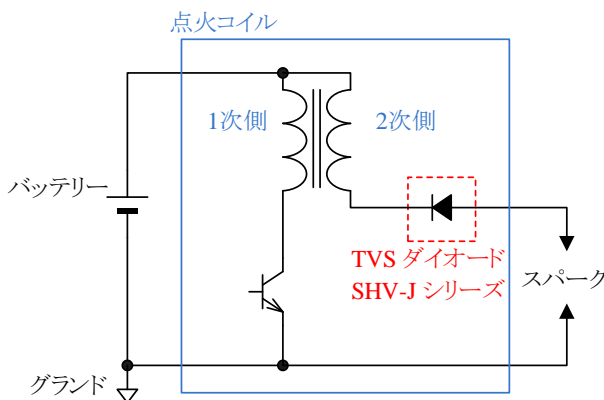 点火コイル
1次側
2次側
バッテリー
TVS ダイオード
SHV-J シリーズ
スパーク
グランド